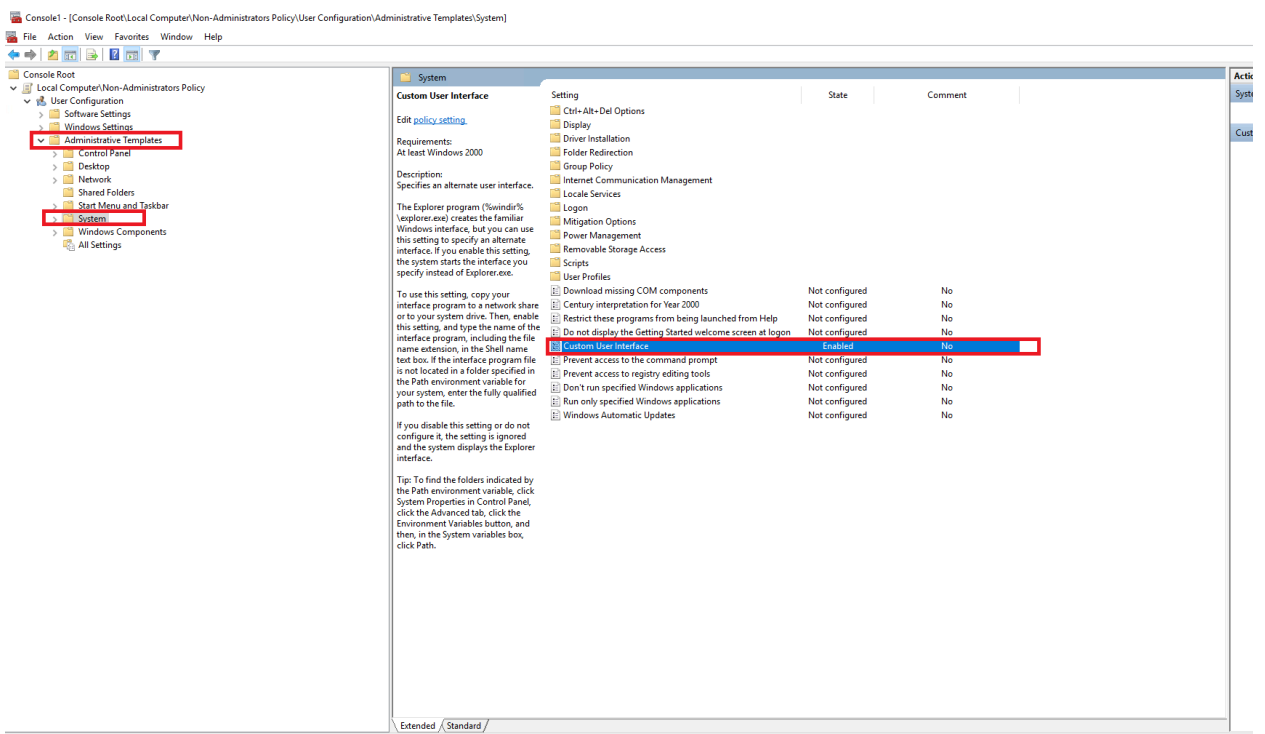 Console1 - [Console Root\Local Computer\Non-Administrators Policy\User Configuration\Administrative Templates\System]
File Action View Favorites Window Help
Console Root
Local Computer\Non-Administrators Policy
User Configuration
Software Settings
Windows Settings
Administrative Templates
Control Panel
Desktop
Network
Shared Folders
Start Menu and Taskbar
System
Windows Components
All Settings
System
Custom User Interface
Edit policy setting
Requirements:
At least Windows 2000
Description:
Specifies an alternate user interface.
The Explorer program (%windir%
\explorer.exe) creates the familiar
Windows interface, but you can use
this setting to specify an alternate
interface. If you enable this setting,
the system starts the interface you
specify instead of Explorer.exe.
To use this setting, copy your
interface program to a network share
or to your system drive. Then, enable
this setting, and type the name of the
interface program, including the file
name extension, in the Shell name
text box. If the interface program file
is not located in a folder specified in
the Path environment variable for
your system, enter the fully qualified
path to the file.
If you disable this setting or do not
configure it, the setting is ignored
and the system displays the Explorer
interface.
Tip: To find the folders indicated by
the Path environment variable, click
System Properties in Control Panel,
click the Advanced tab, click the
Environment Variables button, and
then, in the System variables box,
click Path.
Setting State Comment
Ctrl+Alt+Del Options
Display
Driver Installation
Folder Redirection
Group Policy
Internet Communication Management
Locale Services
Logon
Mitigation Options
Power Management
Removable Storage Access
Scripts
User Profiles
Download missing COM components Not configured No
Century interpretation for Year 2000 Not configured No
Restrict these programs from being launched from Help Not configured No
Do not display the Getting Started welcome screen at logon Not configured No
Custom User Interface Enabled No
Prevent access to the command prompt Not configured No
Prevent access to registry editing tools Not configured No
Don't run specified Windows applications Not configured No
Run only specified Windows applications Not configured No
Windows Automatic Updates Not configured No
Extended Standard
Actio
Syste
Cust